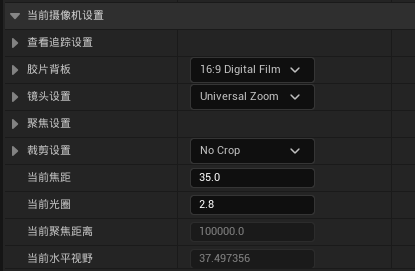 当前摄像机设置
查看追踪设置
胶片背板 16:9 Digital Film
镜头设置 Universal Zoom
聚焦设置
裁剪设置 No Crop
当前焦距 35.0
当前光圈 2.8
当前聚焦距离 100000.0
当前水平视野 37.497356